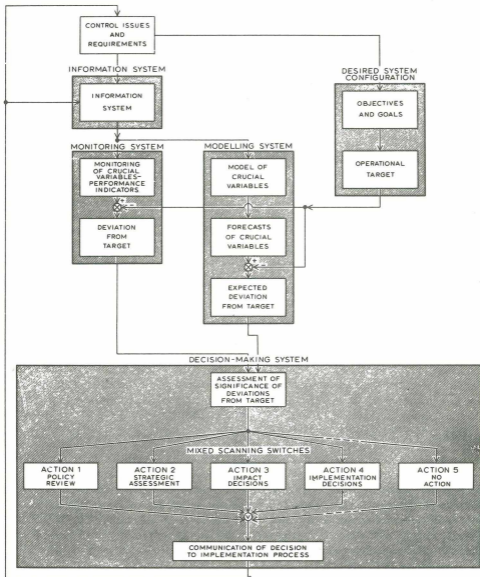 CONTROL ISSUES
AND
REQUIREMENTS
INFORMATION SYSTEM
INFORMATION
SYSTEM
DESIRED SYSTEM
CONFIGURATION
OBJECTIVES
AND GOALS
OPERATIONAL
TARGET
MONITORING SYSTEM
MONITORING
OF CRUCIAL
VARIABLES-
PERFORMANCE
INDICATORS
+
−
DEVIATION
FROM
TARGET
MODELLING SYSTEM
MODEL OF
CRUCIAL
VARIABLES
FORECASTS
OF CRUCIAL
VARIABLES
+
−
EXPECTED
DEVIATION
FROM TARGET
DECISION-MAKING SYSTEM
ASSESSMENT OF
SIGNIFICANCE OF
DEVIATIONS
FROM TARGET
MIXED SCANNING SWITCHES
ACTION 1
POLICY
REVIEW
ACTION 2
STRATEGIC
ASSESSMENT
ACTION 3
IMPACT
DECISIONS
ACTION 4
IMPLEMENTATION
DECISIONS
ACTION 5
NO
ACTION
COMMUNICATION OF DECISION
TO IMPLEMENTATION PROCESS